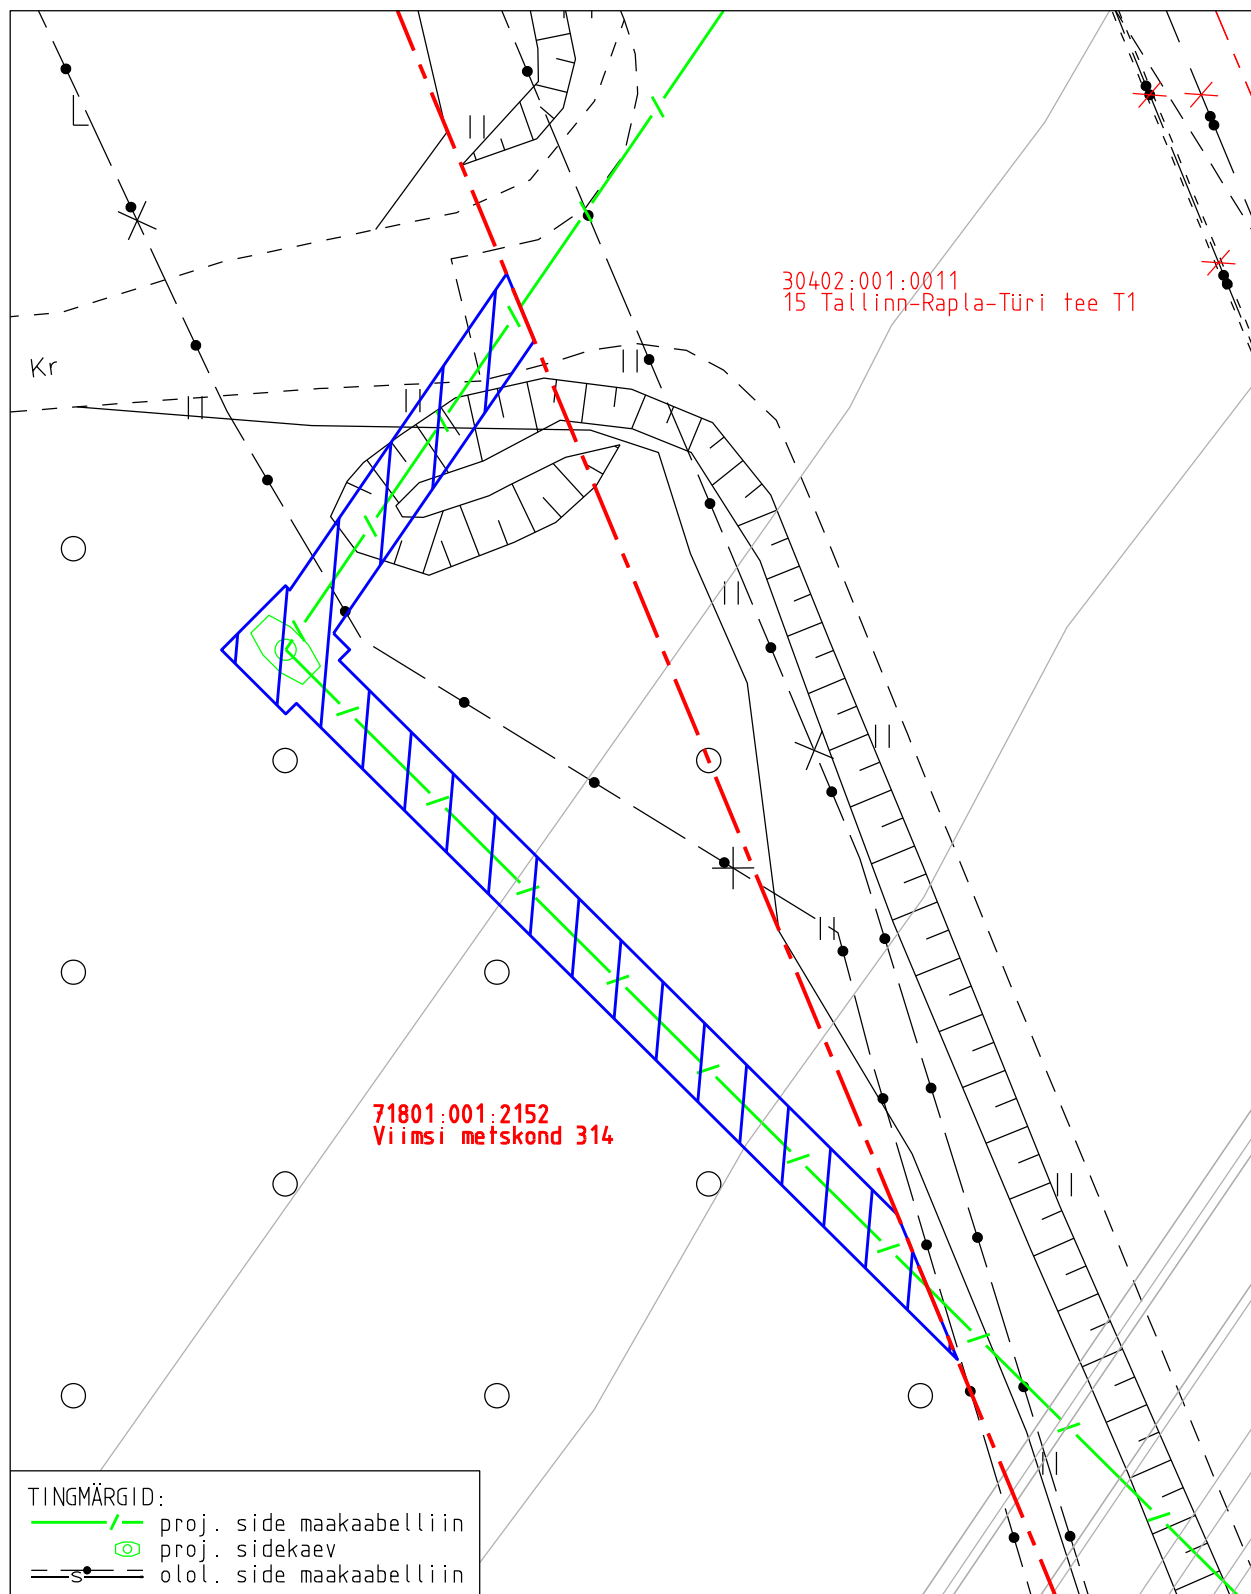 30402:001:0011
15 Tallinn-Rapla-Türi tee T1
Kr
71801:001:2152
Viimsi metskond 314
TINGMÄRGID:
proj. side maakaabelliin
proj. sidekaev
S
olol. side maakaabelliin